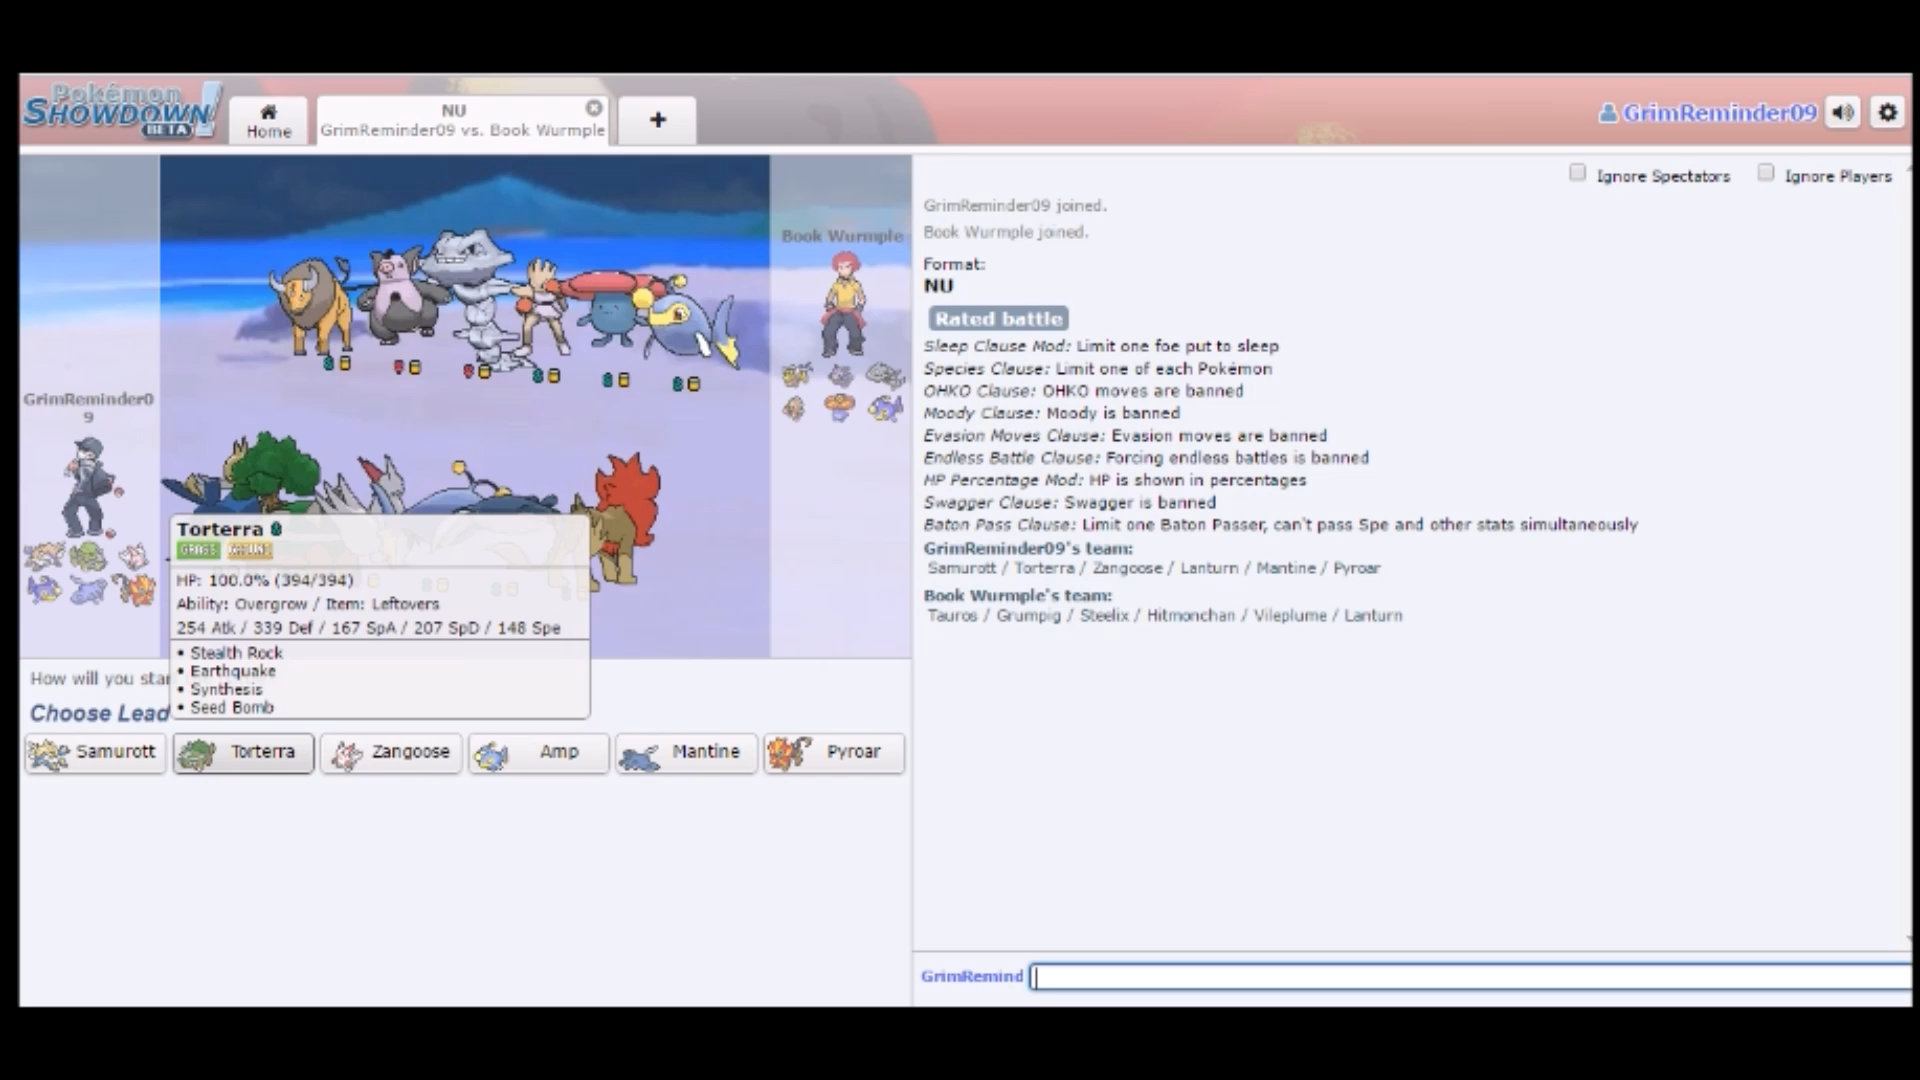 Pokémon
SHOWDOWN!
BETA
Home
NU
GrimReminder09 vs. Book Wurmple
+
GrimReminder09
Ignore Spectators
Ignore Players
GrimReminder09 joined.
Book Wurmple joined.
Format:
NU
Rated battle
Sleep Clause Mod: Limit one foe put to sleep
Species Clause: Limit one of each Pokémon
OHKO Clause: OHKO moves are banned
Moody Clause: Moody is banned
Evasion Moves Clause: Evasion moves are banned
Endless Battle Clause: Forcing endless battles is banned
HP Percentage Mod: HP is shown in percentages
Swagger Clause: Swagger is banned
Baton Pass Clause: Limit one Baton Passer, can't pass Spe and other stats simultaneously
GrimReminder09's team:
Samurott / Torterra / Zangoose / Lanturn / Mantine / Pyroar
Book Wurmple's team:
Tauros / Grumpig / Steelix / Hitmonchan / Vileplume / Lanturn
Book Wurmple
GrimReminder0
9
Torterra
GRASS GROUND
HP: 100.0% (394/394)
Ability: Overgrow / Item: Leftovers
254 Atk / 339 Def / 167 SpA / 207 SpD / 148 Spe
• Stealth Rock
• Earthquake
• Synthesis
• Seed Bomb
How will you star
Choose Lead
Samurott
Torterra
Zangoose
Amp
Mantine
Pyroar
GrimRemind